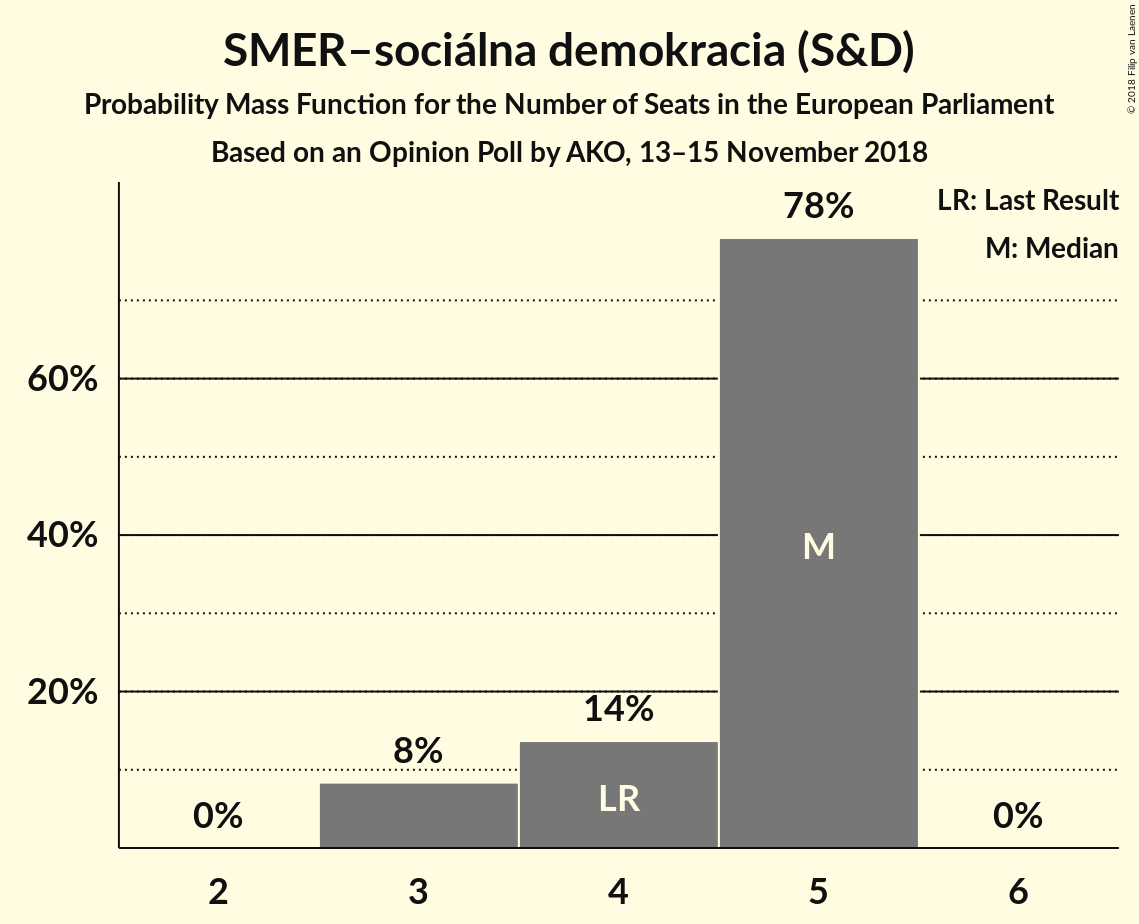 SMER–sociálna demokracia (S&D)
Probability Mass Function for the Number of Seats in the European Parliament
Based on an Opinion Poll by AKO, 13–15 November 2018
© 2018 Filip van Laenen
LR: Last Result
M: Median
60%
40%
20%
0%
8%
14%
78%
0%
LR
M
2
3
4
5
6